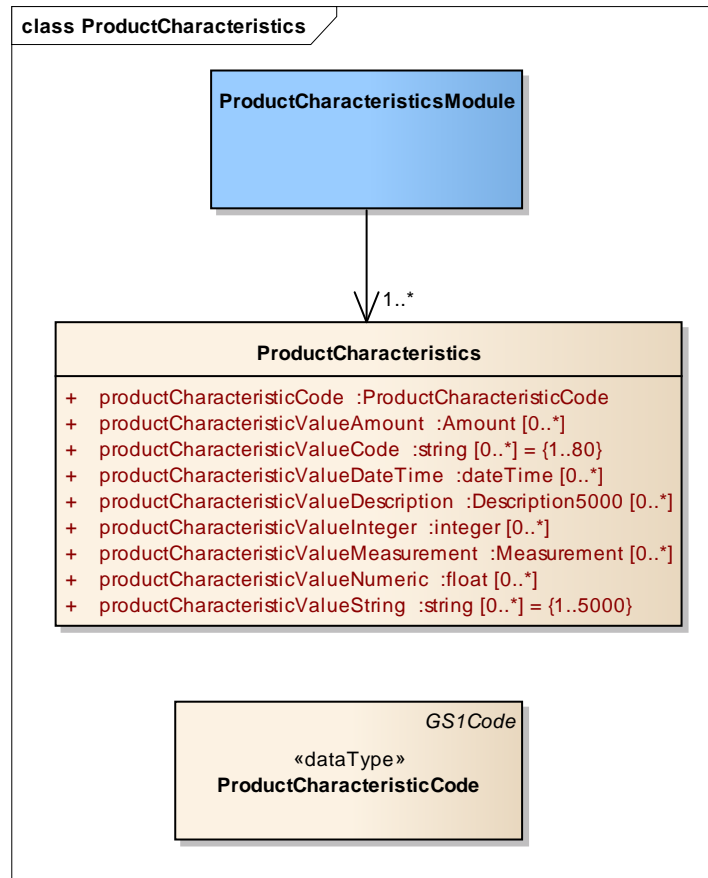 class ProductCharacteristics
ProductCharacteristicsModule
1..*
ProductCharacteristics
+ productCharacteristicCode :ProductCharacteristicCode
+ productCharacteristicValueAmount :Amount [0..*]
+ productCharacteristicValueCode :string [0..*] = {1..80}
+ productCharacteristicValueDateTime :dateTime [0..*]
+ productCharacteristicValueDescription :Description5000 [0..*]
+ productCharacteristicValueInteger :integer [0..*]
+ productCharacteristicValueMeasurement :Measurement [0..*]
+ productCharacteristicValueNumeric :float [0..*]
+ productCharacteristicValueString :string [0..*] = {1..5000}
GS1Code
«dataType»
ProductCharacteristicCode